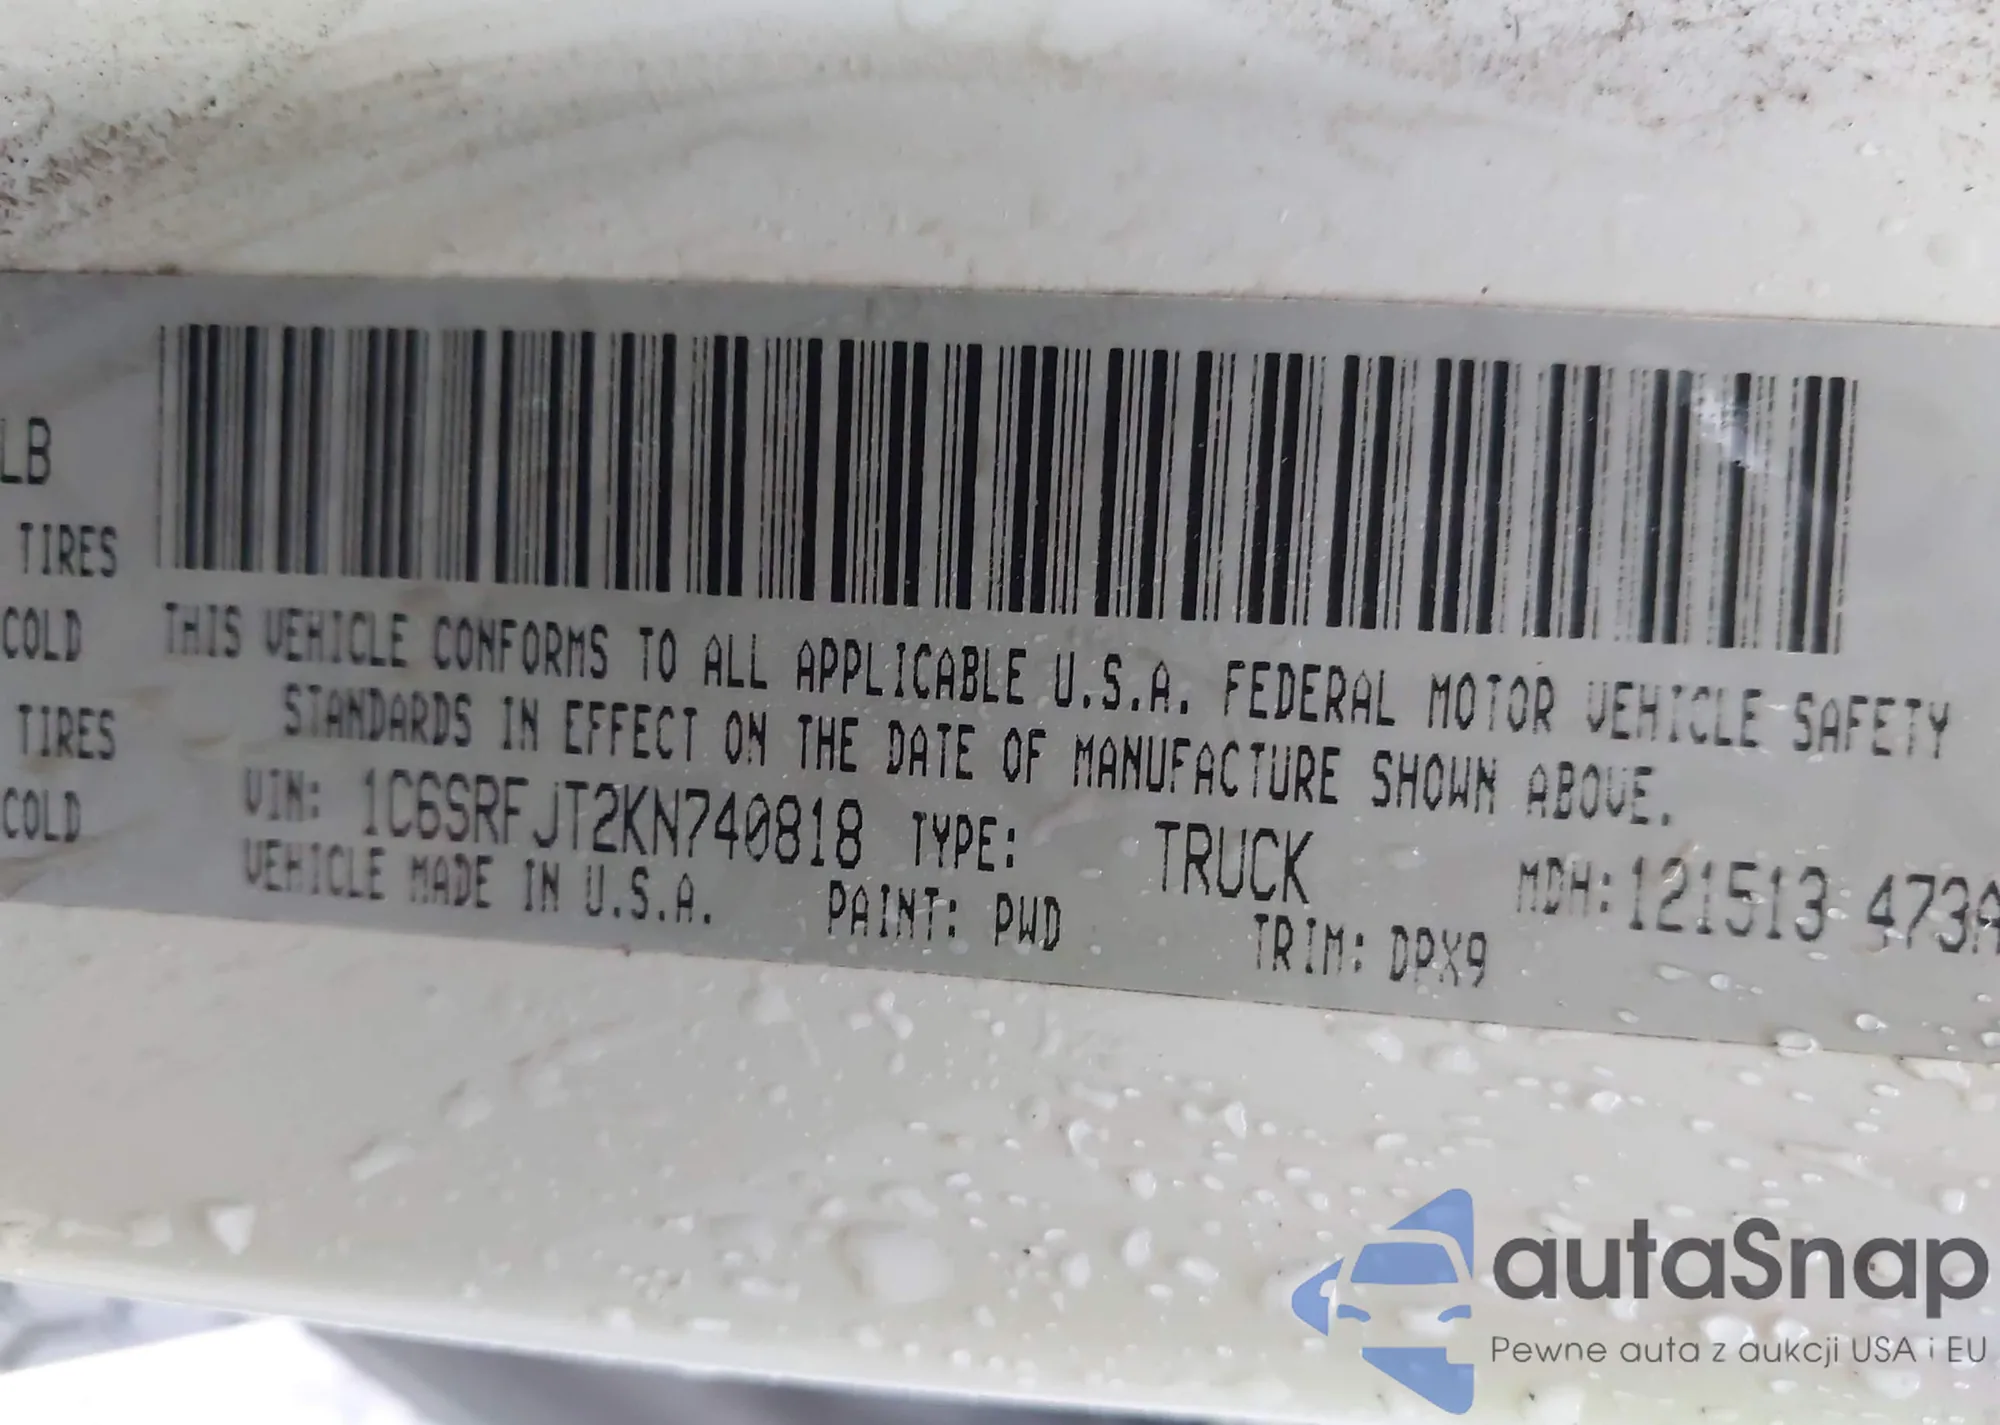 LB
TIRES
COLD
TIRES
COLD
THIS VEHICLE CONFORMS TO ALL APPLICABLE U.S.A. FEDERAL MOTOR VEHICLE SAFETY
STANDARDS IN EFFECT ON THE DATE OF MANUFACTURE SHOWN ABOVE.
VIN: 1C6SRFJT2KN740818 TYPE: TRUCK MDH: 121513 473A
VEHICLE MADE IN U.S.A. PAINT: PWD TRIM: DPX9
autaSnap
Pewne auta z aukcji USA i EU